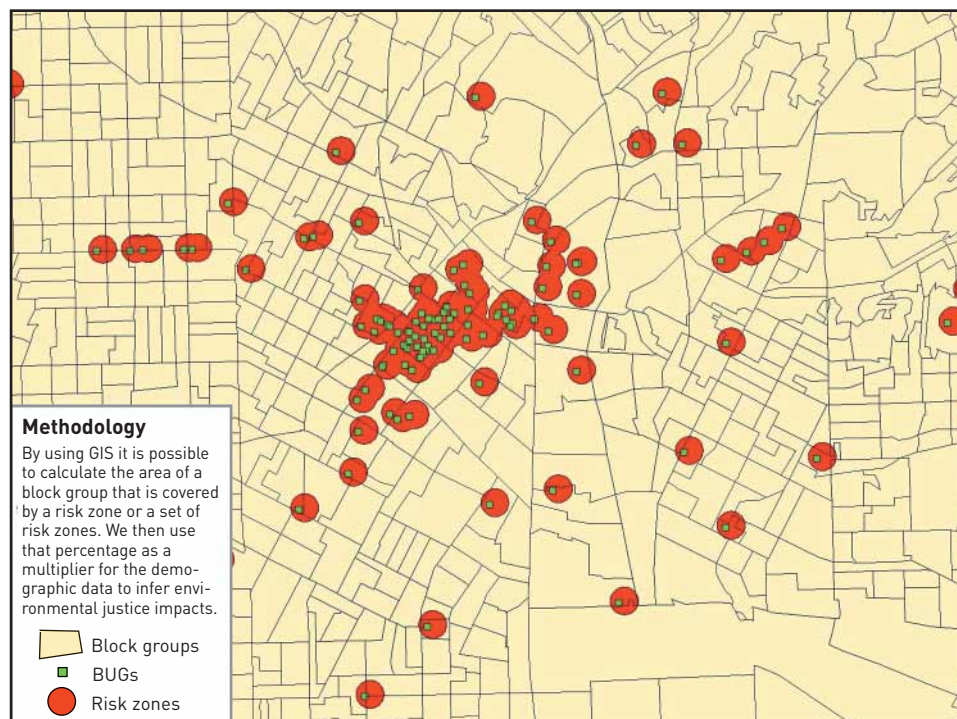 Methodology
By using GIS it is possible
to calculate the area of a
block group that is covered
by a risk zone or a set of
risk zones. We then use
that percentage as a
multiplier for the demo-
graphic data to infer envi-
ronmental justice impacts.
Block groups
BUGs
Risk zones